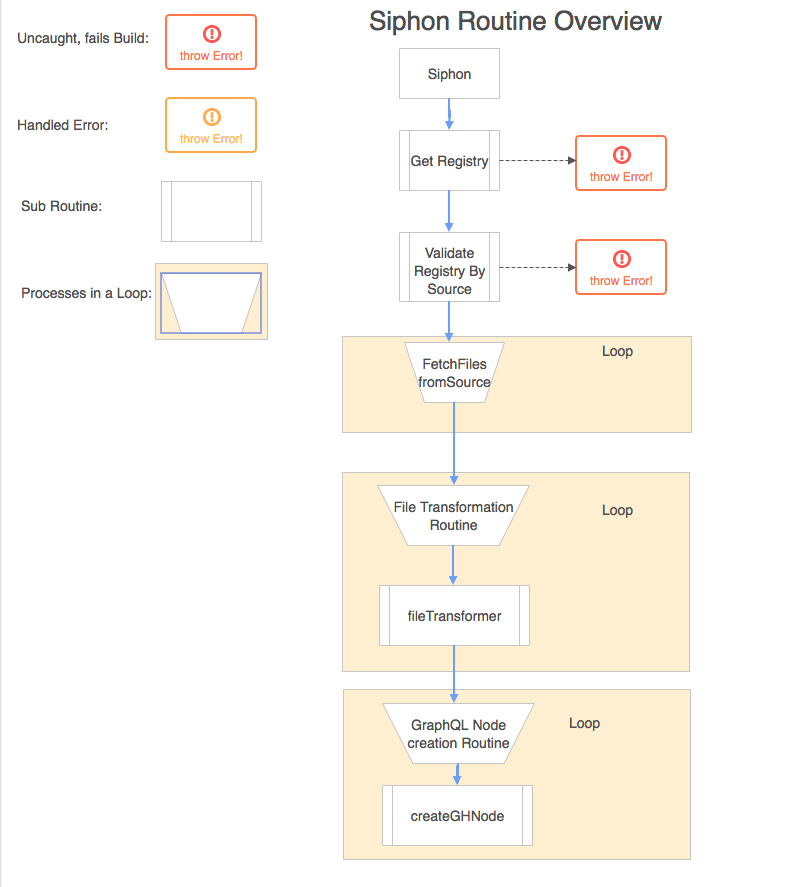 Siphon Routine Overview
Uncaught, fails Build:
throw Error!
Handled Error:
throw Error!
Sub Routine:
Processes in a Loop:
Siphon
Get Registry
throw Error!
Validate
Registry By
Source
throw Error!
Loop
FetchFiles
fromSource
Loop
File Transformation
Routine
fileTransformer
Loop
GraphQL Node
creation Routine
createGHNode